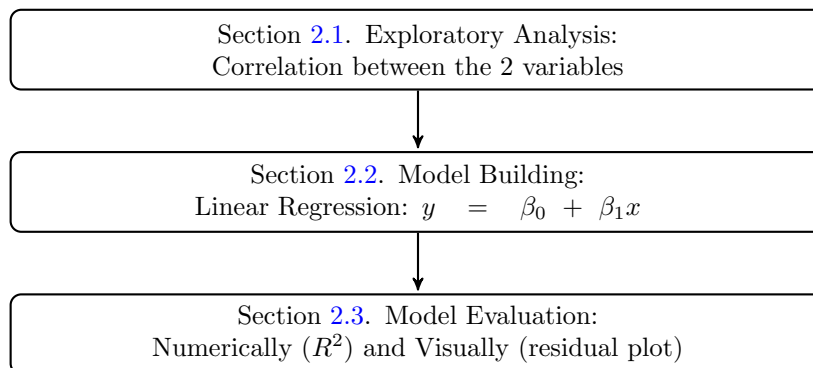 Section 2.1. Exploratory Analysis:
Correlation between the 2 variables
Section 2.2. Model Building:
Linear Regression: y = β₀ + β₁x
Section 2.3. Model Evaluation:
Numerically (R²) and Visually (residual plot)